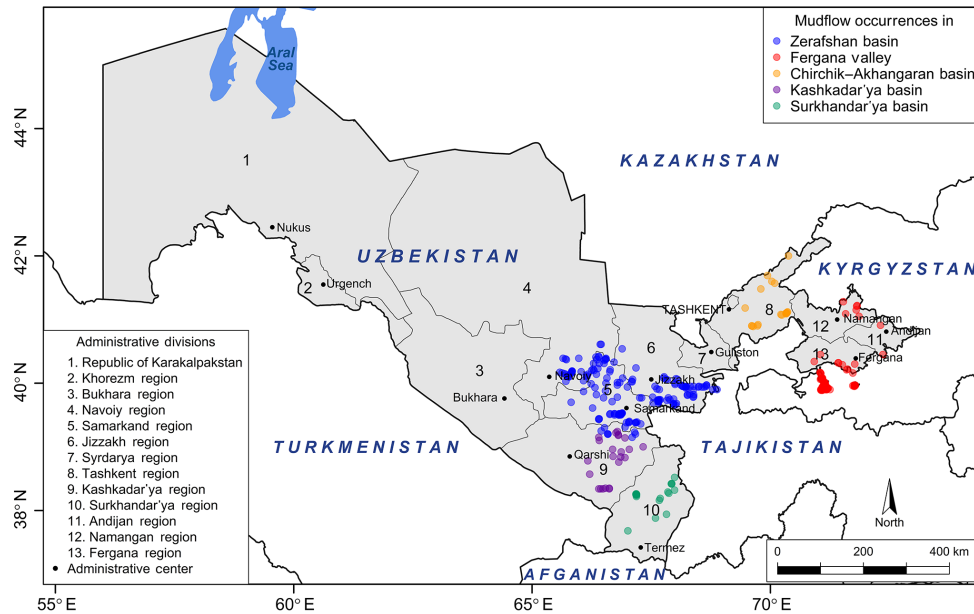 Mudflow occurrences in
Zerafshan basin
Fergana valley
Chirchik–Akhangaran basin
Kashkadar'ya basin
Surkhandar'ya basin
Aral
Sea
44°N
42°N
40°N
38°N
KAZAKHSTAN
UZBEKISTAN
KYRGYZSTAN
TURKMENISTAN
TAJIKISTAN
AFGANISTAN
1
Nukus
2
Urgench
4
TASHKENT
8
12
Namangan
11
Andijan
13
Fergana
6
7
Guliston
3
Navoiy
5
Jizzakh
Bukhara
Samarkand
Qarshi
9
10
Termez
Administrative divisions
1. Republic of Karakalpakstan
2. Khorezm region
3. Bukhara region
4. Navoiy region
5. Samarkand region
6. Jizzakh region
7. Syrdarya region
8. Tashkent region
9. Kashkadar'ya region
10. Surkhandar'ya region
11. Andijan region
12. Namangan region
13. Fergana region
Administrative center
North
0 200 400 km
55°E 60°E 65°E 70°E